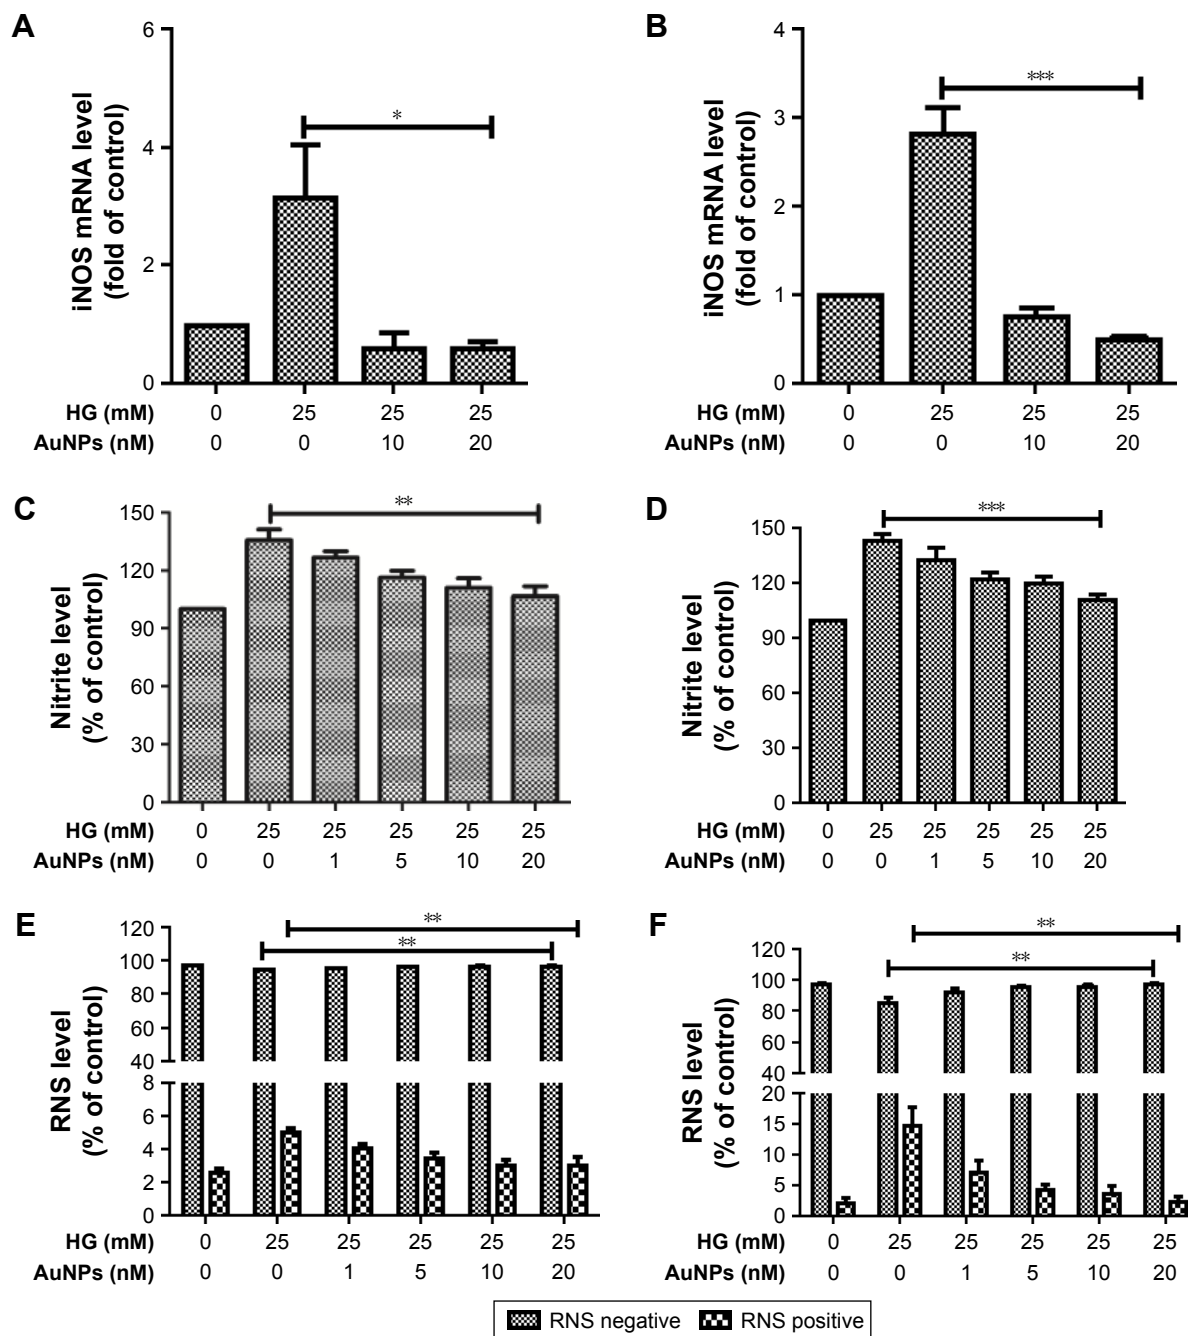 A
iNOS mRNA level
(fold of control)
6
4
2
0
*
HG (mM) 0 25 25 25
AuNPs (nM) 0 0 10 20
B
iNOS mRNA level
(fold of control)
4
3
2
1
0
***
HG (mM) 0 25 25 25
AuNPs (nM) 0 0 10 20
C
Nitrite level
(% of control)
150
120
90
60
30
0
**
HG (mM) 0 25 25 25 25 25
AuNPs (nM) 0 0 1 5 10 20
D
Nitrite level
(% of control)
150
120
90
60
30
0
***
HG (mM) 0 25 25 25 25 25
AuNPs (nM) 0 0 1 5 10 20
E
RNS level
(% of control)
120
100
80
60
40
8
6
4
2
0
**
**
HG (mM) 0 25 25 25 25 25
AuNPs (nM) 0 0 1 5 10 20
F
RNS level
(% of control)
120
100
80
60
40
20
15
10
5
0
**
**
HG (mM) 0 25 25 25 25 25
AuNPs (nM) 0 0 1 5 10 20
RNS negative RNS positive